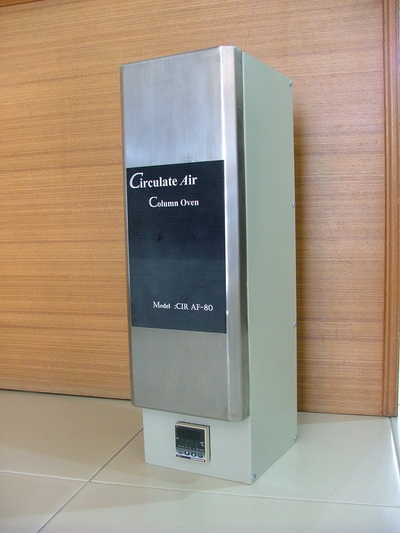 Circulate Air
Column Oven
Model :CIR AF-80
°C